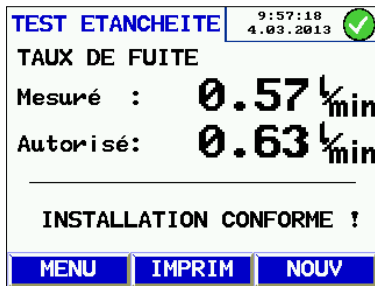 TEST ETANCHEITE
9:57:18
4.03.2013
TAUX DE FUITE
Mesuré : 0.57 L/min
Autorisé: 0.63 L/min
INSTALLATION CONFORME !
MENU IMPRIM NOUV